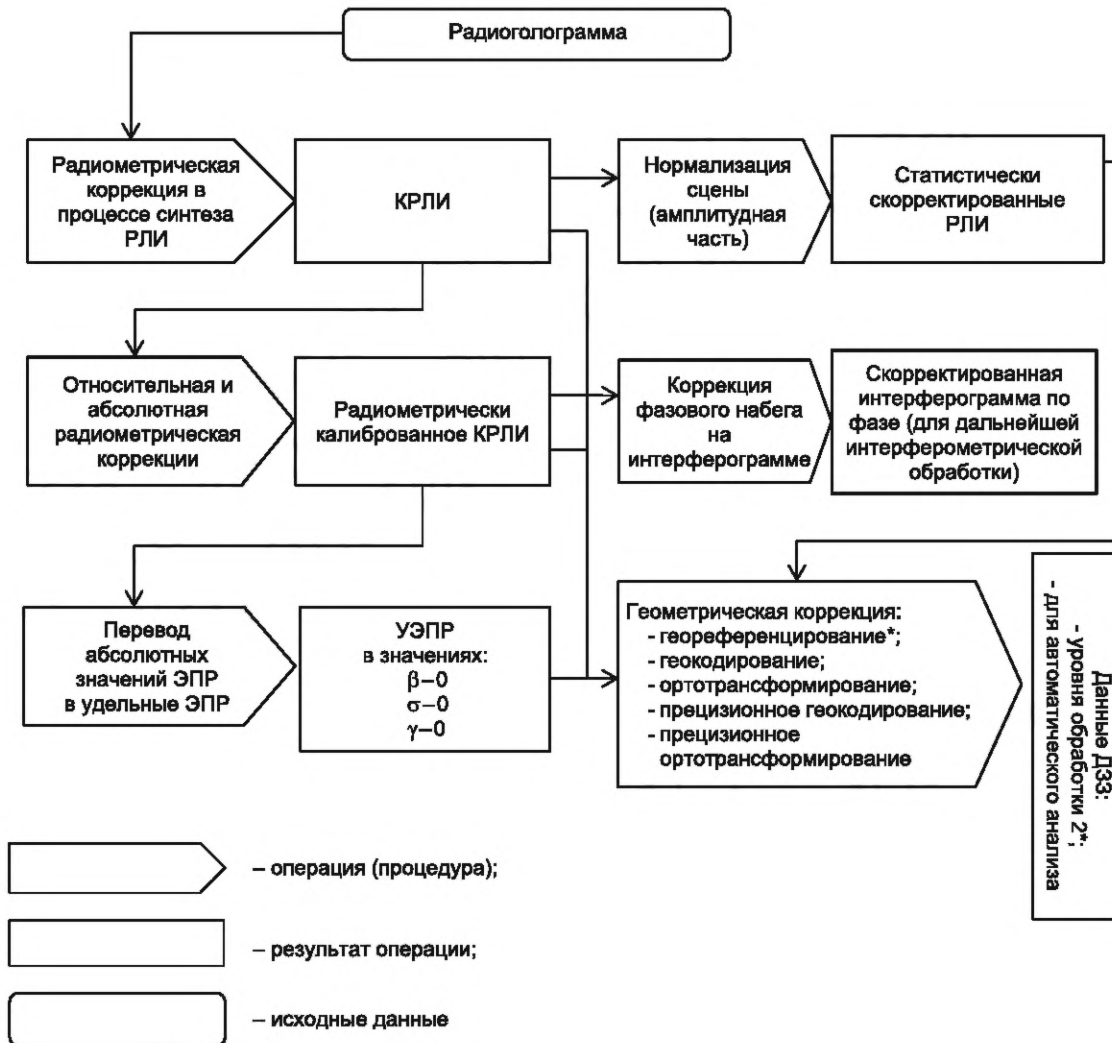 Радиоголограмма
Радиометрическая
коррекция в
процессе синтеза
РЛИ
КРЛИ
Нормализация
сцены
(амплитудная
часть)
Статистически
скорректированные
РЛИ
Относительная и
абсолютная
радиометрическая
коррекции
Радиометрически
калиброванное КРЛИ
Коррекция
фазового набега
на
интерферограмме
Скорректированная
интерферограмма по
фазе (для дальнейшей
интерферометрической
обработки)
Перевод
абсолютных
значений ЭПР
в удельные ЭПР
УЭПР
в значениях:
β–0
σ–0
γ–0
Геометрическая коррекция:
- геореференцирование*;
- геокодирование;
- ортотрансформирование;
- прецизионное геокодирование;
- прецизионное
ортотрансформирование
Данные ДЗЗ:
- уровня обработки 2*;
- для автоматического анализа
– операция (процедура);
– результат операции;
– исходные данные